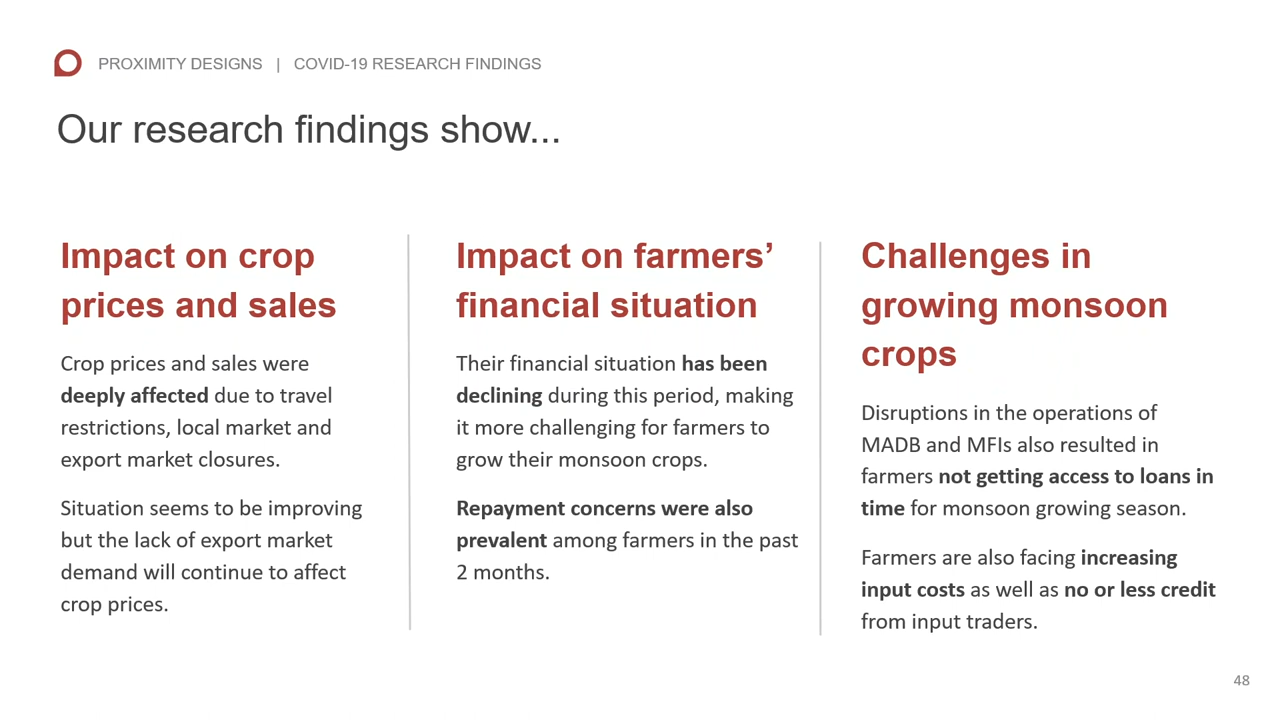 PROXIMITY DESIGNS | COVID-19 RESEARCH FINDINGS
Our research findings show...
Impact on crop
prices and sales
Crop prices and sales were
deeply affected due to travel
restrictions, local market and
export market closures.
Situation seems to be improving
but the lack of export market
demand will continue to affect
crop prices.
Impact on farmers’
financial situation
Their financial situation has been
declining during this period, making
it more challenging for farmers to
grow their monsoon crops.
Repayment concerns were also
prevalent among farmers in the past
2 months.
Challenges in
growing monsoon
crops
Disruptions in the operations of
MADB and MFIs also resulted in
farmers not getting access to loans in
time for monsoon growing season.
Farmers are also facing increasing
input costs as well as no or less credit
from input traders.
48